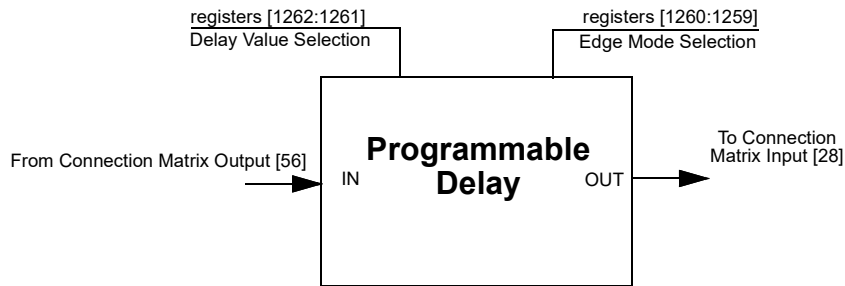 registers [1262:1261]
Delay Value Selection
registers [1260:1259]
Edge Mode Selection
From Connection Matrix Output [56]
IN
Programmable
Delay
OUT
To Connection
Matrix Input [28]